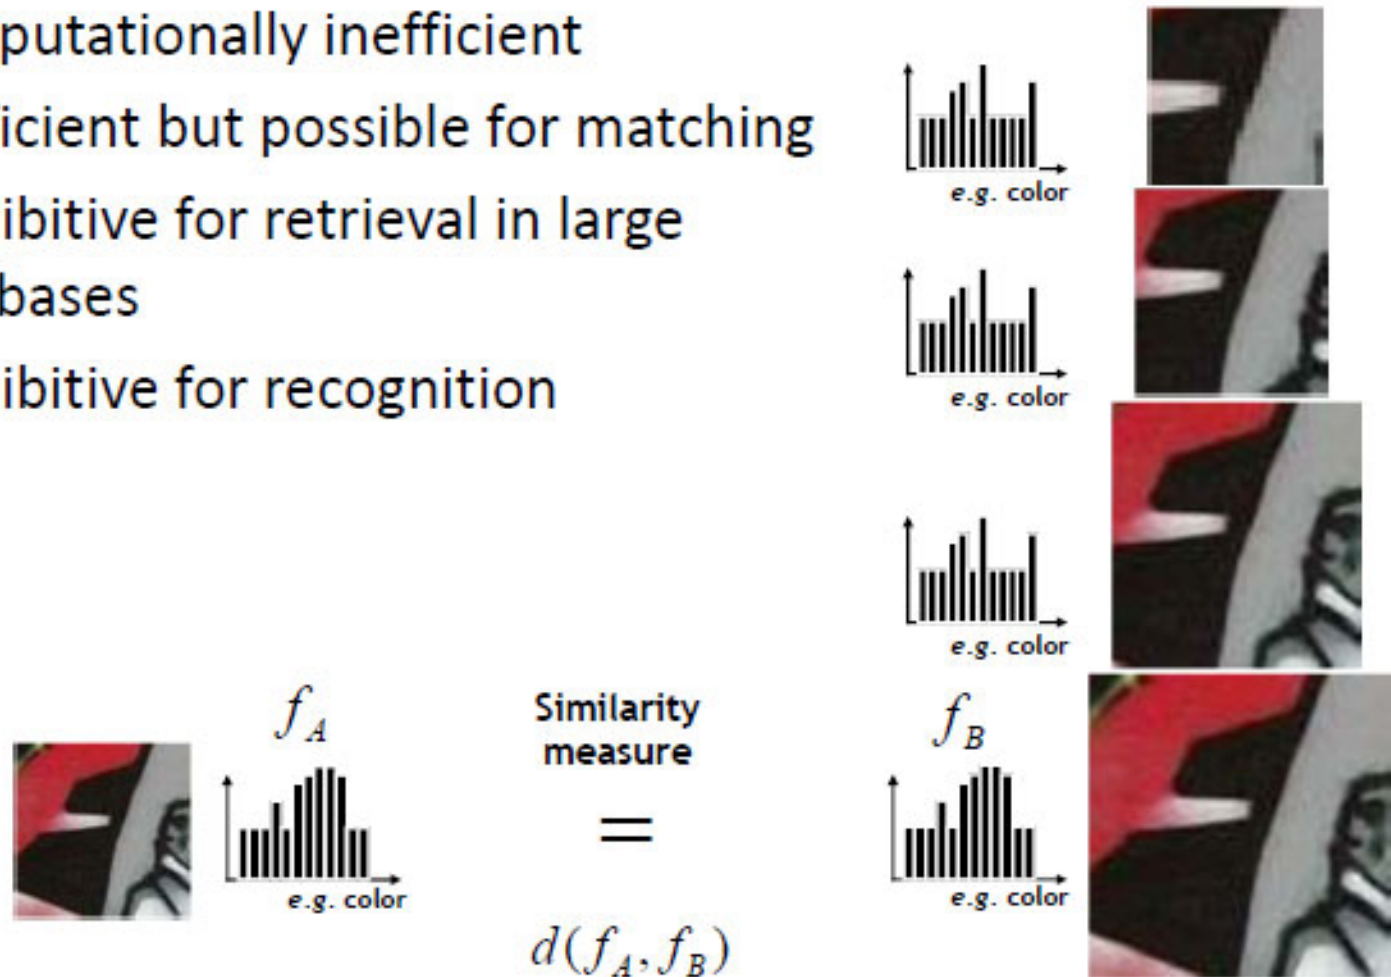 putationally inefficient
icient but possible for matching
ibitive for retrieval in large
bases
ibitive for recognition
e.g. color
e.g. color
e.g. color
f_A
Similarity
measure
f_B
=
e.g. color
e.g. color
d(f_A, f_B)